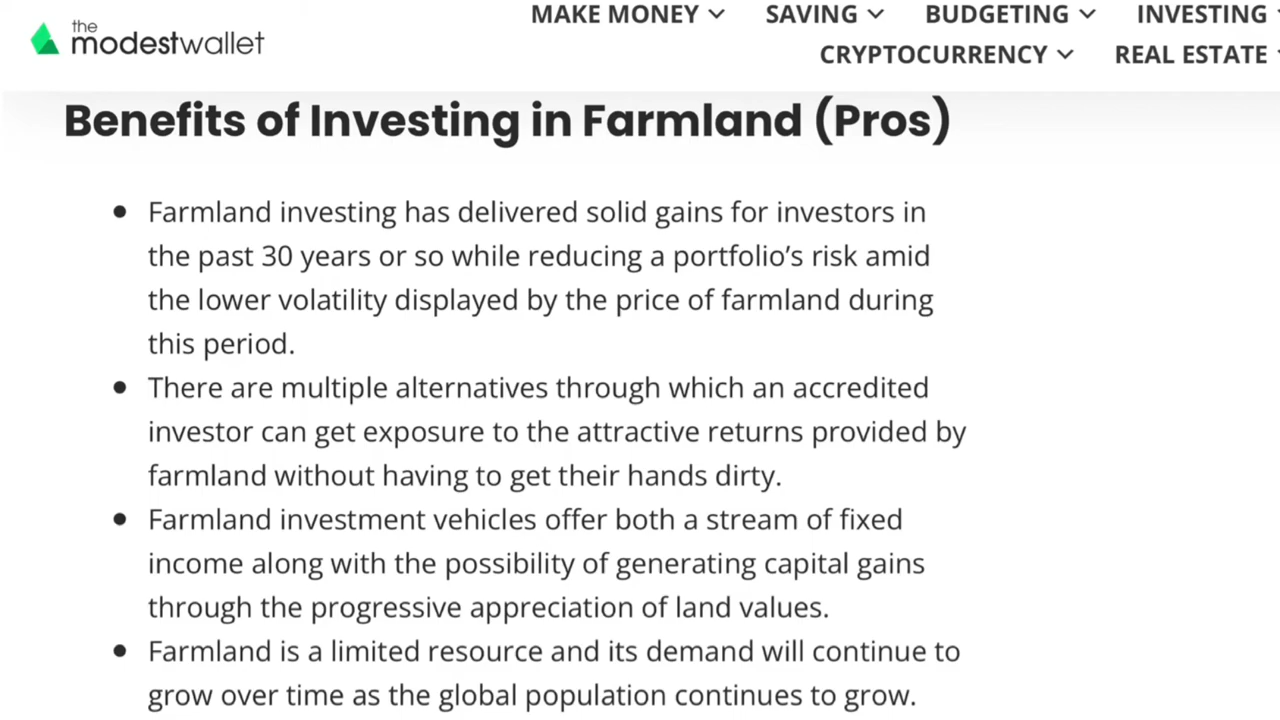 the
modestwallet
MAKE MONEY SAVING BUDGETING INVESTING
CRYPTOCURRENCY REAL ESTATE
Benefits of Investing in Farmland (Pros)
Farmland investing has delivered solid gains for investors in
the past 30 years or so while reducing a portfolio’s risk amid
the lower volatility displayed by the price of farmland during
this period.
There are multiple alternatives through which an accredited
investor can get exposure to the attractive returns provided by
farmland without having to get their hands dirty.
Farmland investment vehicles offer both a stream of fixed
income along with the possibility of generating capital gains
through the progressive appreciation of land values.
Farmland is a limited resource and its demand will continue to
grow over time as the global population continues to grow.